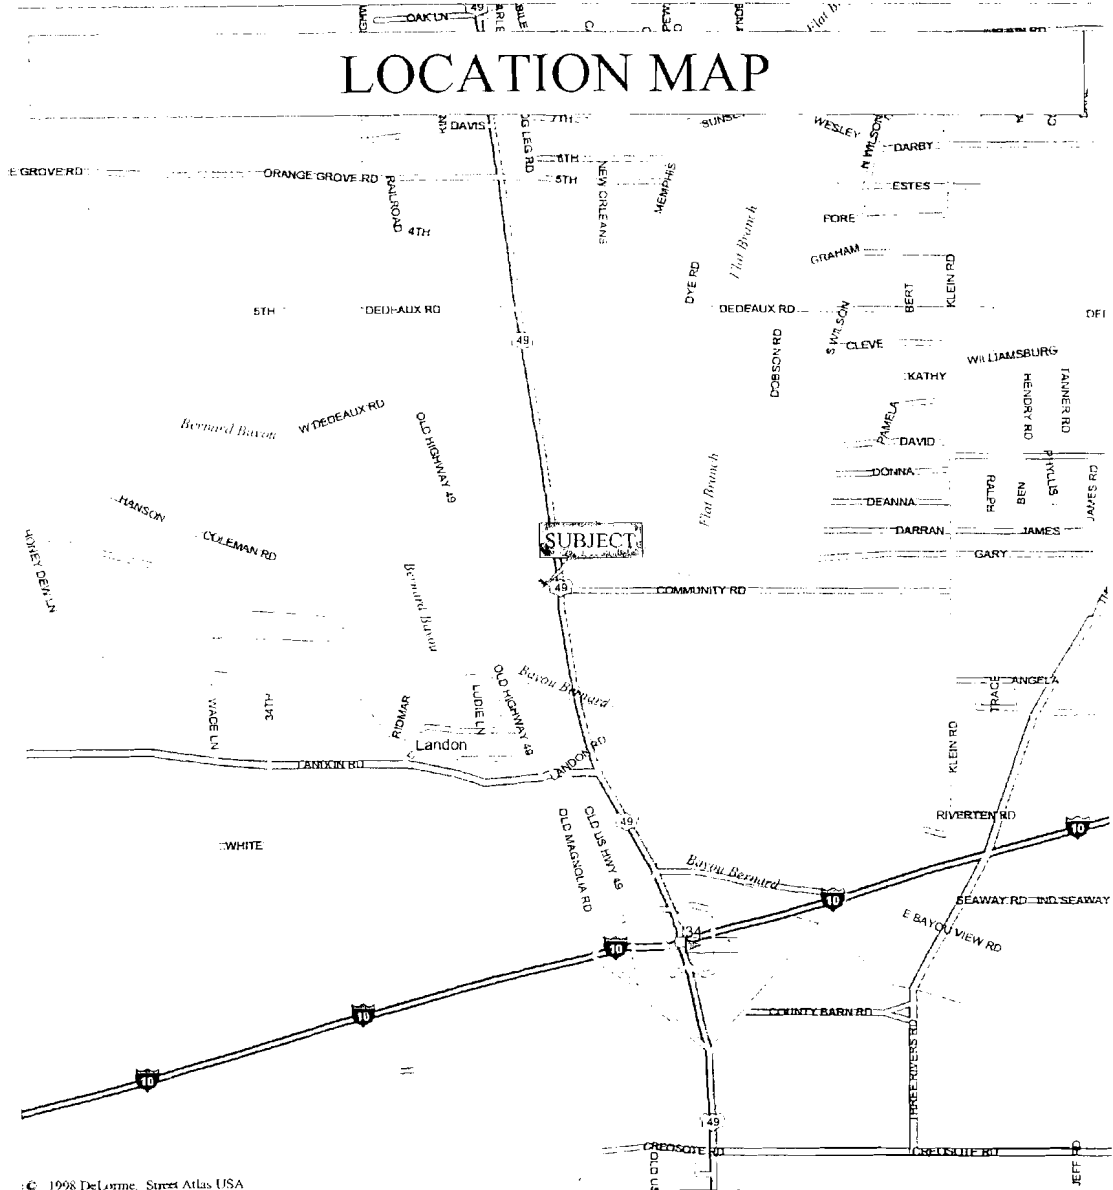 OAK LN
49
LOCATION MAP
DAVIS
7TH
SUNSET
WESLEY
N WILSON
DARBY
6TH
E GROVE RD
ORANGE GROVE RD
5TH
RAILROAD
NEW ORLEANS
MEMPHIS
ESTES
4TH
FORE
Flat Branch
GRAHAM
DYE RD
BERT
KLEIN RD
5TH
DEDEAUX RD
DEDEAUX RD
49
DOBSON RD
S WILSON
CLEVE
WILLIAMSBURG
KATHY
HENDRY RD
TANNER RD
Bernard Bayou
W DEDEAUX RD
OLD HIGHWAY 49
PAMELA
DAVID
Flat Branch
DONNA
RALPH
BEN
PHYLLIS
JAMES RD
HANSON
DEANNA
COLEMAN RD
SUBJECT
DARRAN
JAMES
GARY
HONEY DEW LN
49
COMMUNITY RD
Bernard Bayou
Bayou Bernard
OLD HIGHWAY 49
LUDIE LN
TRACE
ANGELA
WADE LN
34TH
RIDMAR
Landon
KLEIN RD
LANDON RD
LANDON RD
49
OLD MAGNOLIA RD
OLD US HWY 49
RIVERTEN RD
10
WHITE
Bayou Bernard
10
SEAWAY RD
IND SEAWAY
E BAYOU VIEW RD
34
10
10
COUNTY BARN RD
THREE RIVERS RD
10
49
CREOSOTE RD
CREOSOTE RD
JEFF RD
OLD US
© 1998 DeLorme. Street Atlas USA